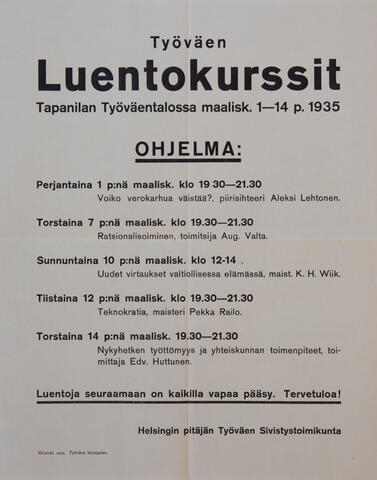 Työväen
Luentokurssit
Tapanilan Työväentalossa maalisk. 1—14 p. 1935
OHJELMA:
Perjantaina 1 p:nä maalisk. klo 19 30—21.30
Voiko verokarhua väistää?, piirisihteeri Aleksi Lehtonen.
Torstaina 7 p:nä maalisk. klo 19.30—21.30
Ratsionalisoiminen, toimitsija Aug. Valta.
Sunnuntaina 10 p:nä maalisk. klo 12-14 .
Uudet virtaukset valtiollisessa elämässä, maist. K. H. Wiik.
Tiistaina 12 p:nä maalisk. klo 19.30—21.30
Teknokratia, maisteri Pekka Railo.
Torstaina 14 p:nä maalisk. 19.30—21.30
Nykyhetken työttömyys ja yhteiskunnan toimenpiteet, toi-
mittaja Edv. Huttunen.
Luentoja seuraamaan on kaikilla vapaa pääsy. Tervetuloa!
Helsingin pitäjän Työväen Sivistystoimikunta
Helsinki 1935. Työväen kirjapaino.